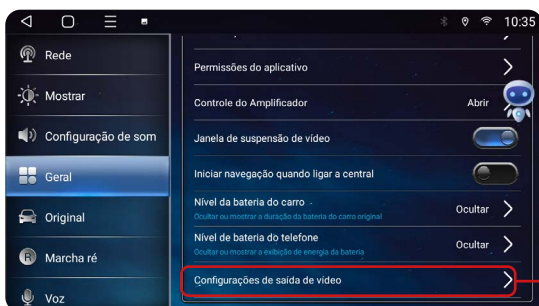 10:35
Rede
Mostrar
Configuração de som
Geral
Original
Marcha ré
Voz
Permissões do aplicativo
Controle do Amplificador Abrir
Janela de suspensão de vídeo
Iniciar navegação quando ligar a central
Nível da bateria do carro
Ocultar ou mostrar a duração da bateria do carro original
Ocultar
Nível de bateria do telefone
Ocultar ou mostrar a exibição de energia da bateria
Ocultar
Configurações de saída de vídeo